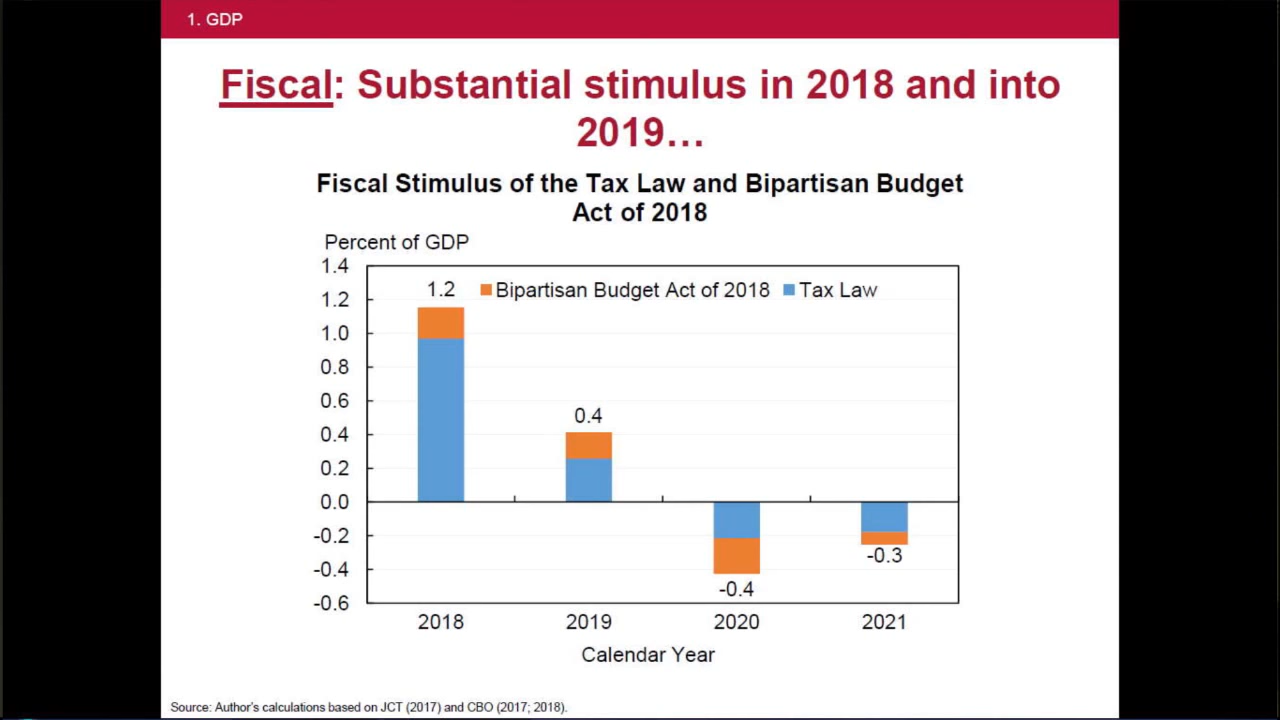 1. GDP
Fiscal: Substantial stimulus in 2018 and into
2019…
Fiscal Stimulus of the Tax Law and Bipartisan Budget
Act of 2018
Percent of GDP
1.4
1.2
1.0
0.8
0.6
0.4
0.2
0.0
-0.2
-0.4
-0.6
1.2
Bipartisan Budget Act of 2018 Tax Law
0.4
-0.4
-0.3
2018 2019 2020 2021
Calendar Year
Source: Author's calculations based on JCT (2017) and CBO (2017; 2018).